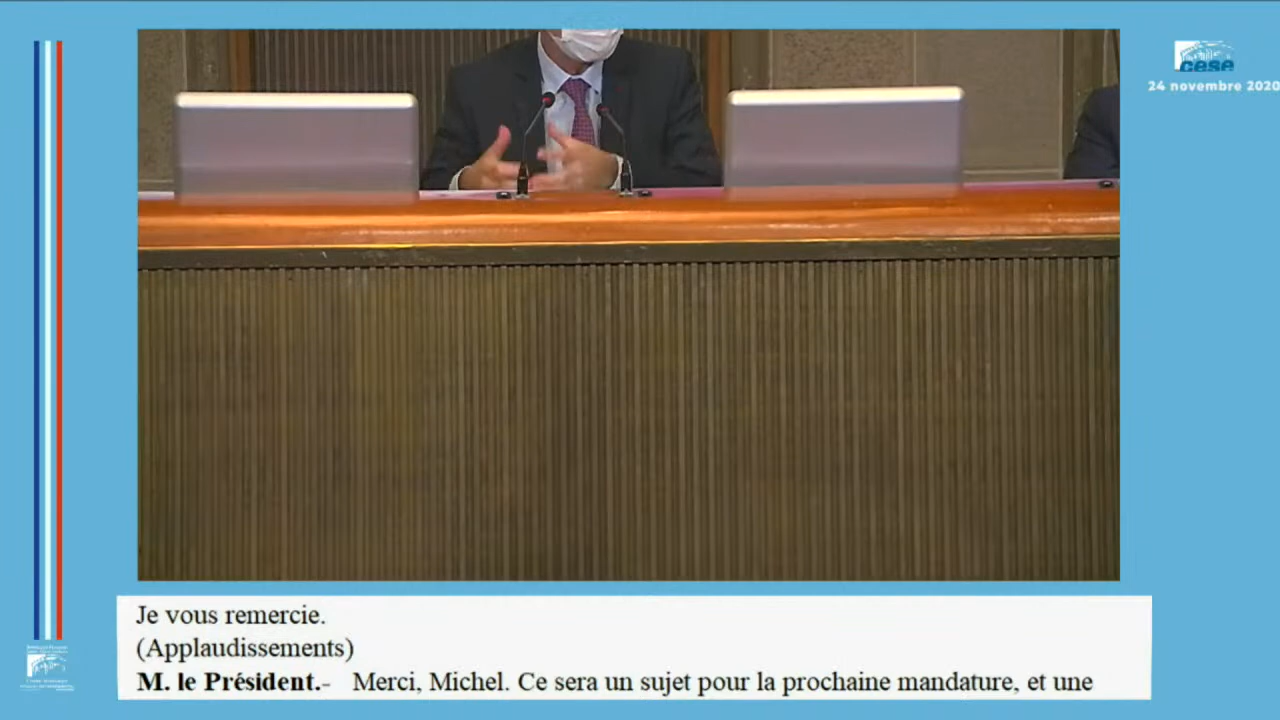 cese
24 novembre 2020
Je vous remercie.
(Applaudissements)
M. le Président.- Merci, Michel. Ce sera un sujet pour la prochaine mandature, et une